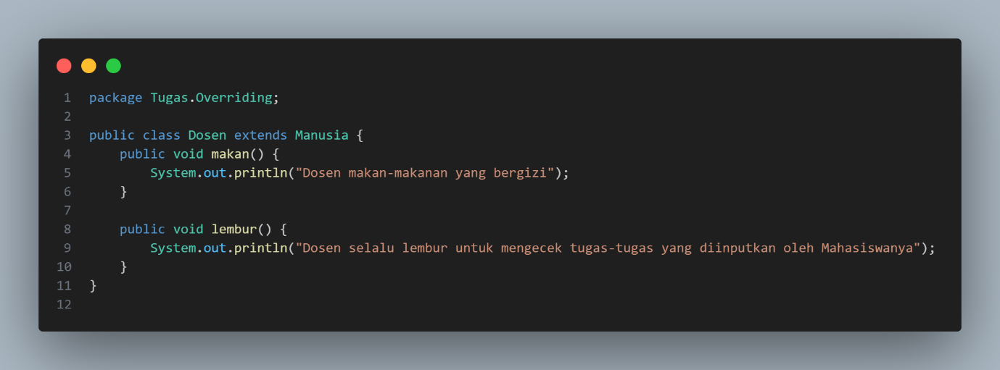 1 package Tugas.Overriding;
2
3 public class Dosen extends Manusia {
4     public void makan() {
5         System.out.println("Dosen makan-makanan yang bergizi");
6     }
7
8     public void lembur() {
9         System.out.println("Dosen selalu lembur untuk mengecek tugas-tugas yang diinputkan oleh Mahasiswanya");
10     }
11 }
12